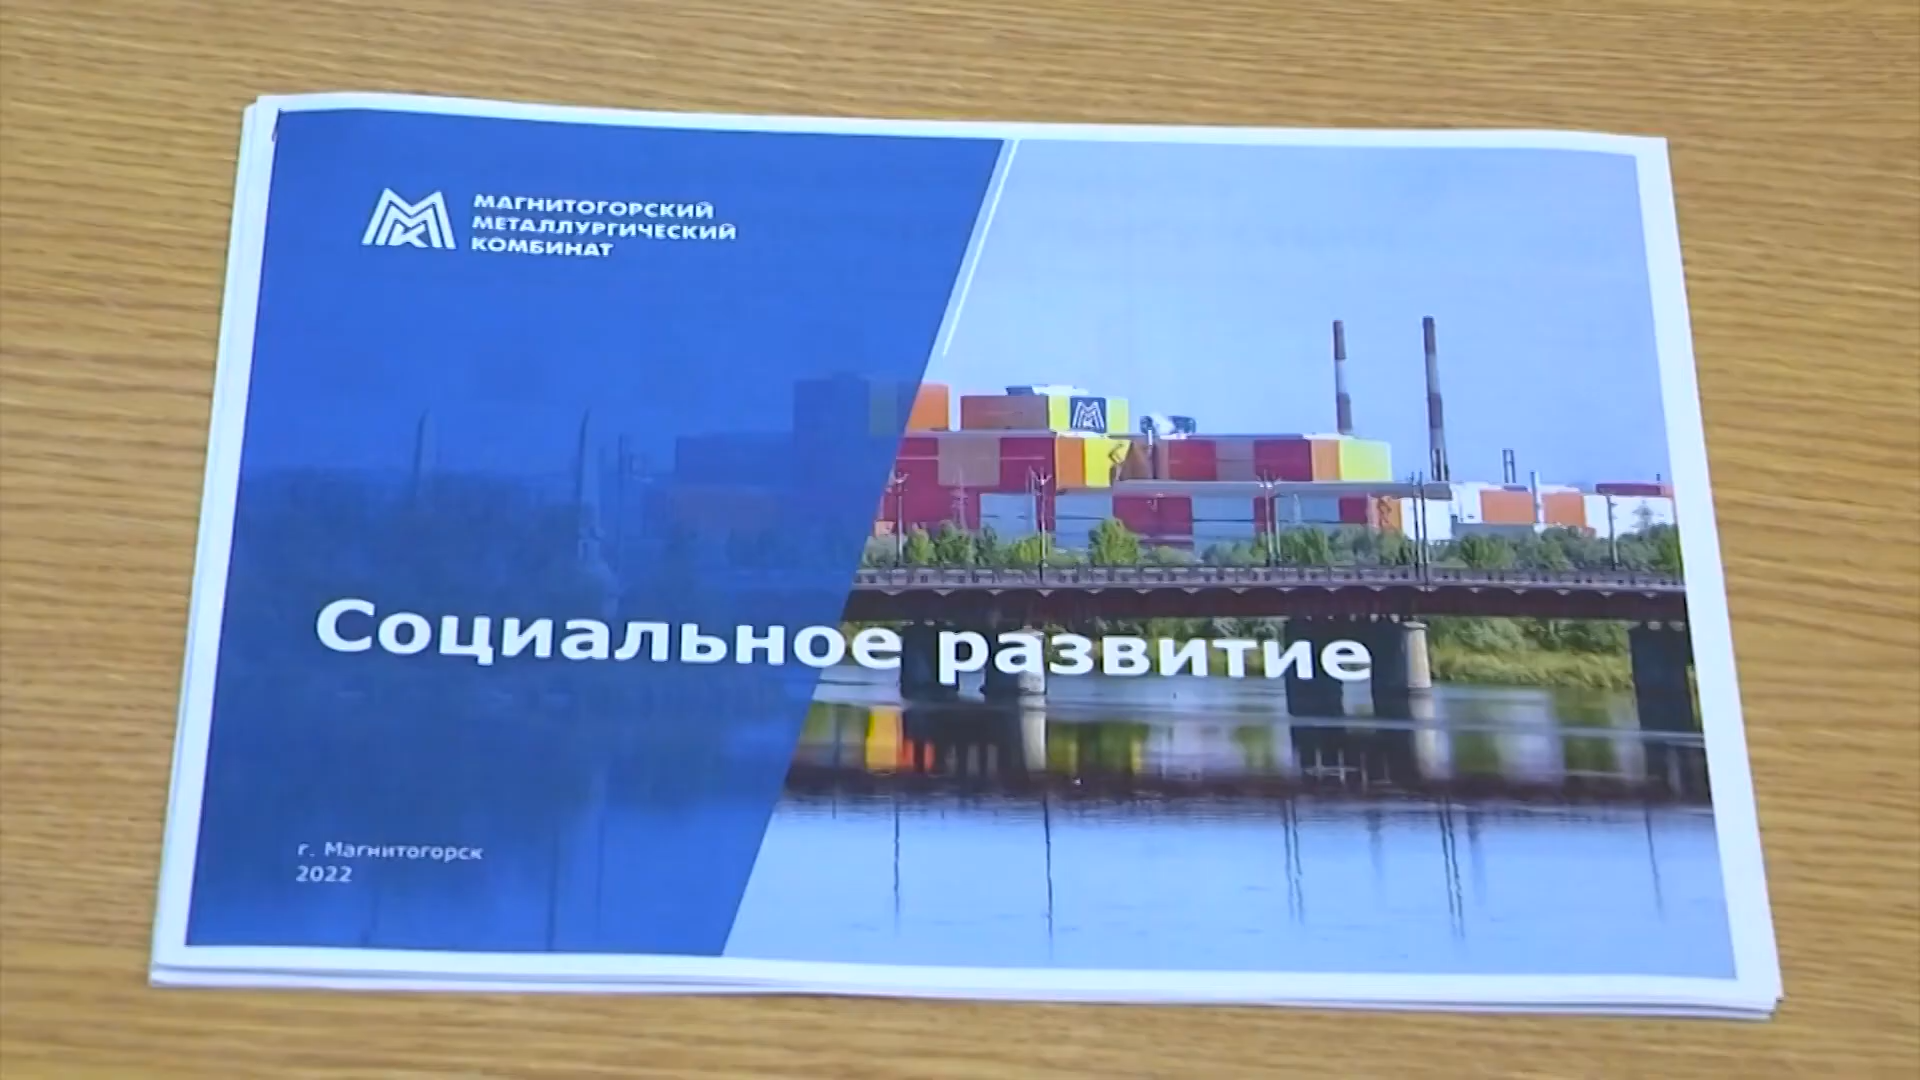 МАГНИТОГОРСКИЙ
МЕТАЛЛУРГИЧЕСКИЙ
КОМБИНАТ
Социальное развитие
г. Магнитогорск
2022